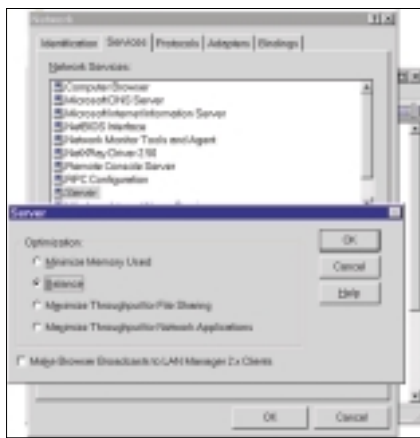 Network
Identification Services Protocols Adapters Bindings
Network Services:
Computer Browser
Microsoft DNS Server
Microsoft Internet Information Server
NetBIOS Interface
Network Monitor Tools and Agent
NetXRay Driver
Remote Console Server
RPC Configuration
Server
Server
Optimization:
Minimize Memory Used
Balance
Maximize Throughput for File Sharing
Maximize Throughput for Network Applications
Make Browser Broadcasts to LAN Manager 2.x Clients
OK
Cancel
Help
OK Cancel